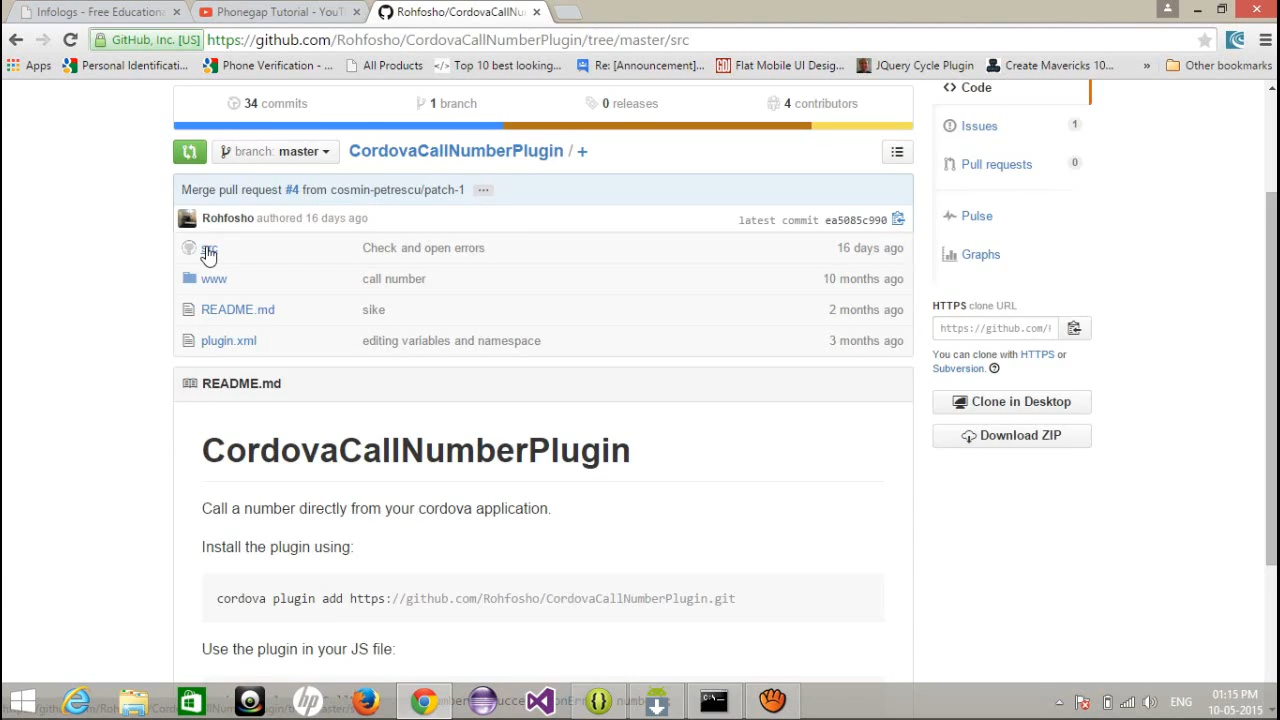 Infologs - Free Educationa
Phonegap Tutorial - YouT
Rohfosho/CordovaCallNu
GitHub, Inc. [US]
https://github.com/Rohfosho/CordovaCallNumberPlugin/tree/master/src
Apps
Personal Identificati...
Phone Verification - ...
All Products
Top 10 best looking...
Re: [Announcement]...
Flat Mobile UI Desig...
JQuery Cycle Plugin
Create Mavericks 10...
»
Other bookmarks
34 commits
1 branch
0 releases
4 contributors
Code
Issues 1
Pull requests 0
Pulse
Graphs
branch: master
CordovaCallNumberPlugin / +
Merge pull request #4 from cosmin-petrescu/patch-1 ...
Rohfosho authored 16 days ago
latest commit ea5085c990
src Check and open errors 16 days ago
www call number 10 months ago
README.md slke 2 months ago
plugin.xml editing variables and namespace 3 months ago
HTTPS clone URL
https://github.com/
You can clone with HTTPS or
Subversion.
Clone in Desktop
Download ZIP
README.md
CordovaCallNumberPlugin
Call a number directly from your cordova application.
Install the plugin using:
cordova plugin add https://github.com/Rohfosho/CordovaCallNumberPlugin.git
Use the plugin in your JS file:
ENG
01:15 PM
10-05-2015